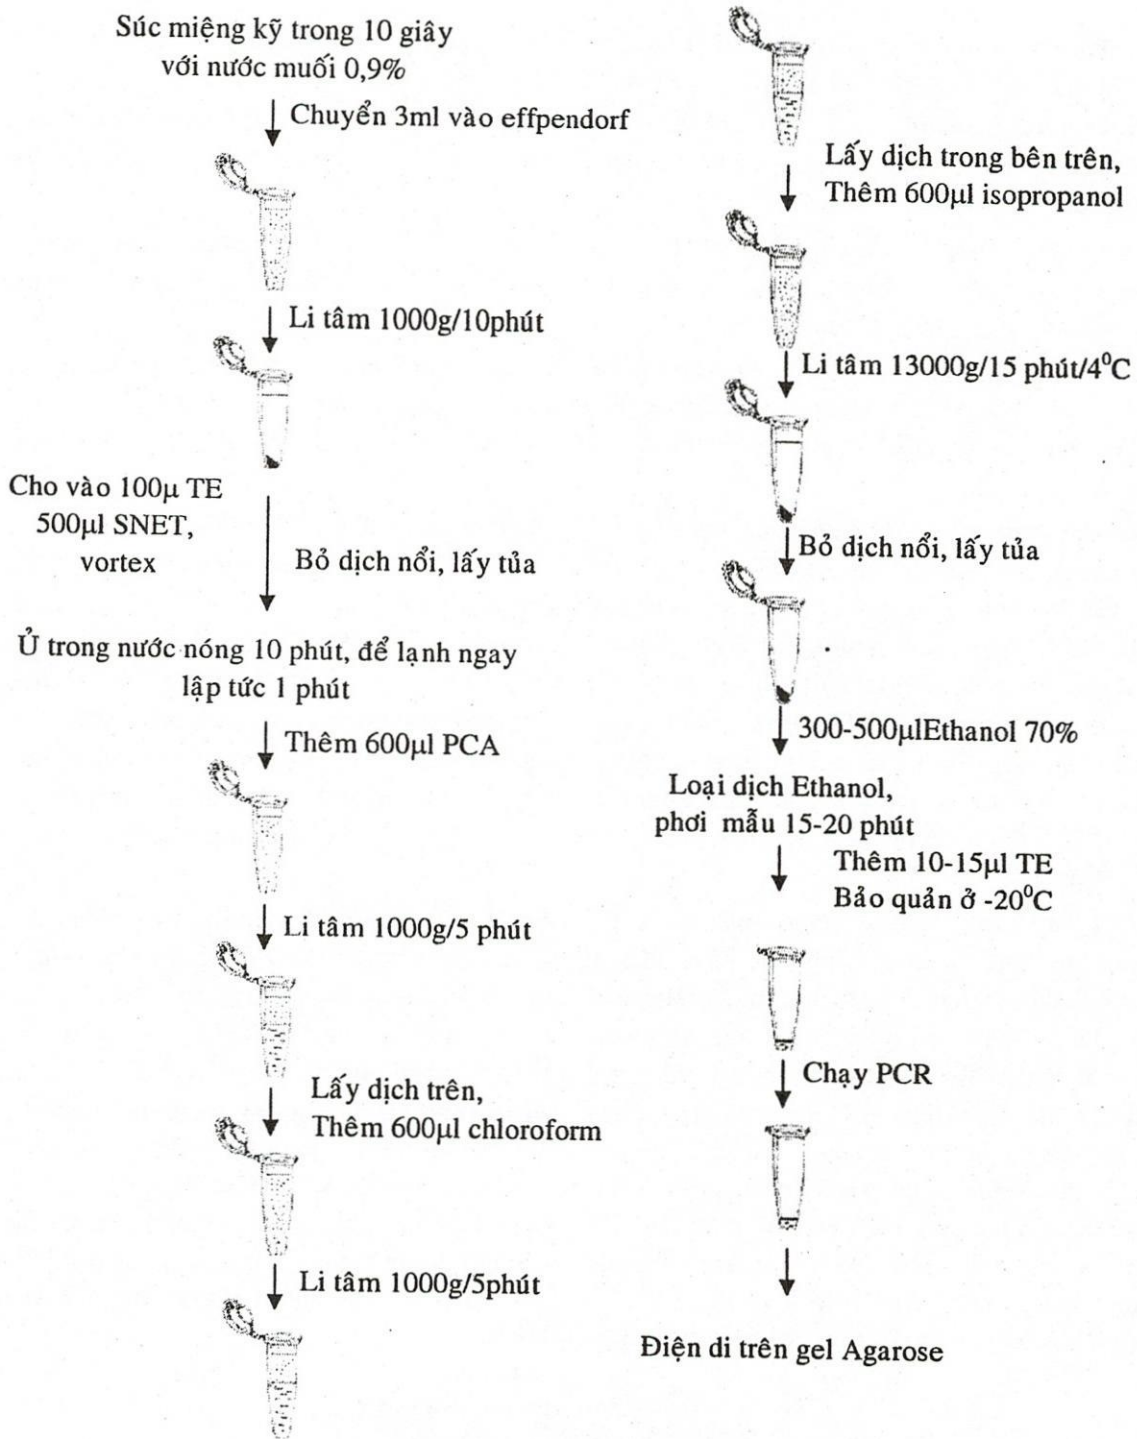 Súc miệng kỹ trong 10 giây
với nước muối 0,9%
Chuyển 3ml vào effpendorf
Li tâm 1000g/10phút
Cho vào 100µ TE
500µl SNET,
vortex
Bỏ dịch nổi, lấy tủa
Ủ trong nước nóng 10 phút, để lạnh ngay
lập tức 1 phút
Thêm 600µl PCA
Li tâm 1000g/5 phút
Lấy dịch trên,
Thêm 600µl chloroform
Li tâm 1000g/5phút
Lấy dịch trong bên trên,
Thêm 600µl isopropanol
Li tâm 13000g/15 phút/4⁰C
Bỏ dịch nổi, lấy tủa
300-500µlEthanol 70%
Loại dịch Ethanol,
phơi mẫu 15-20 phút
Thêm 10-15µl TE
Bảo quản ở -20⁰C
Chạy PCR
Điện di trên gel Agarose